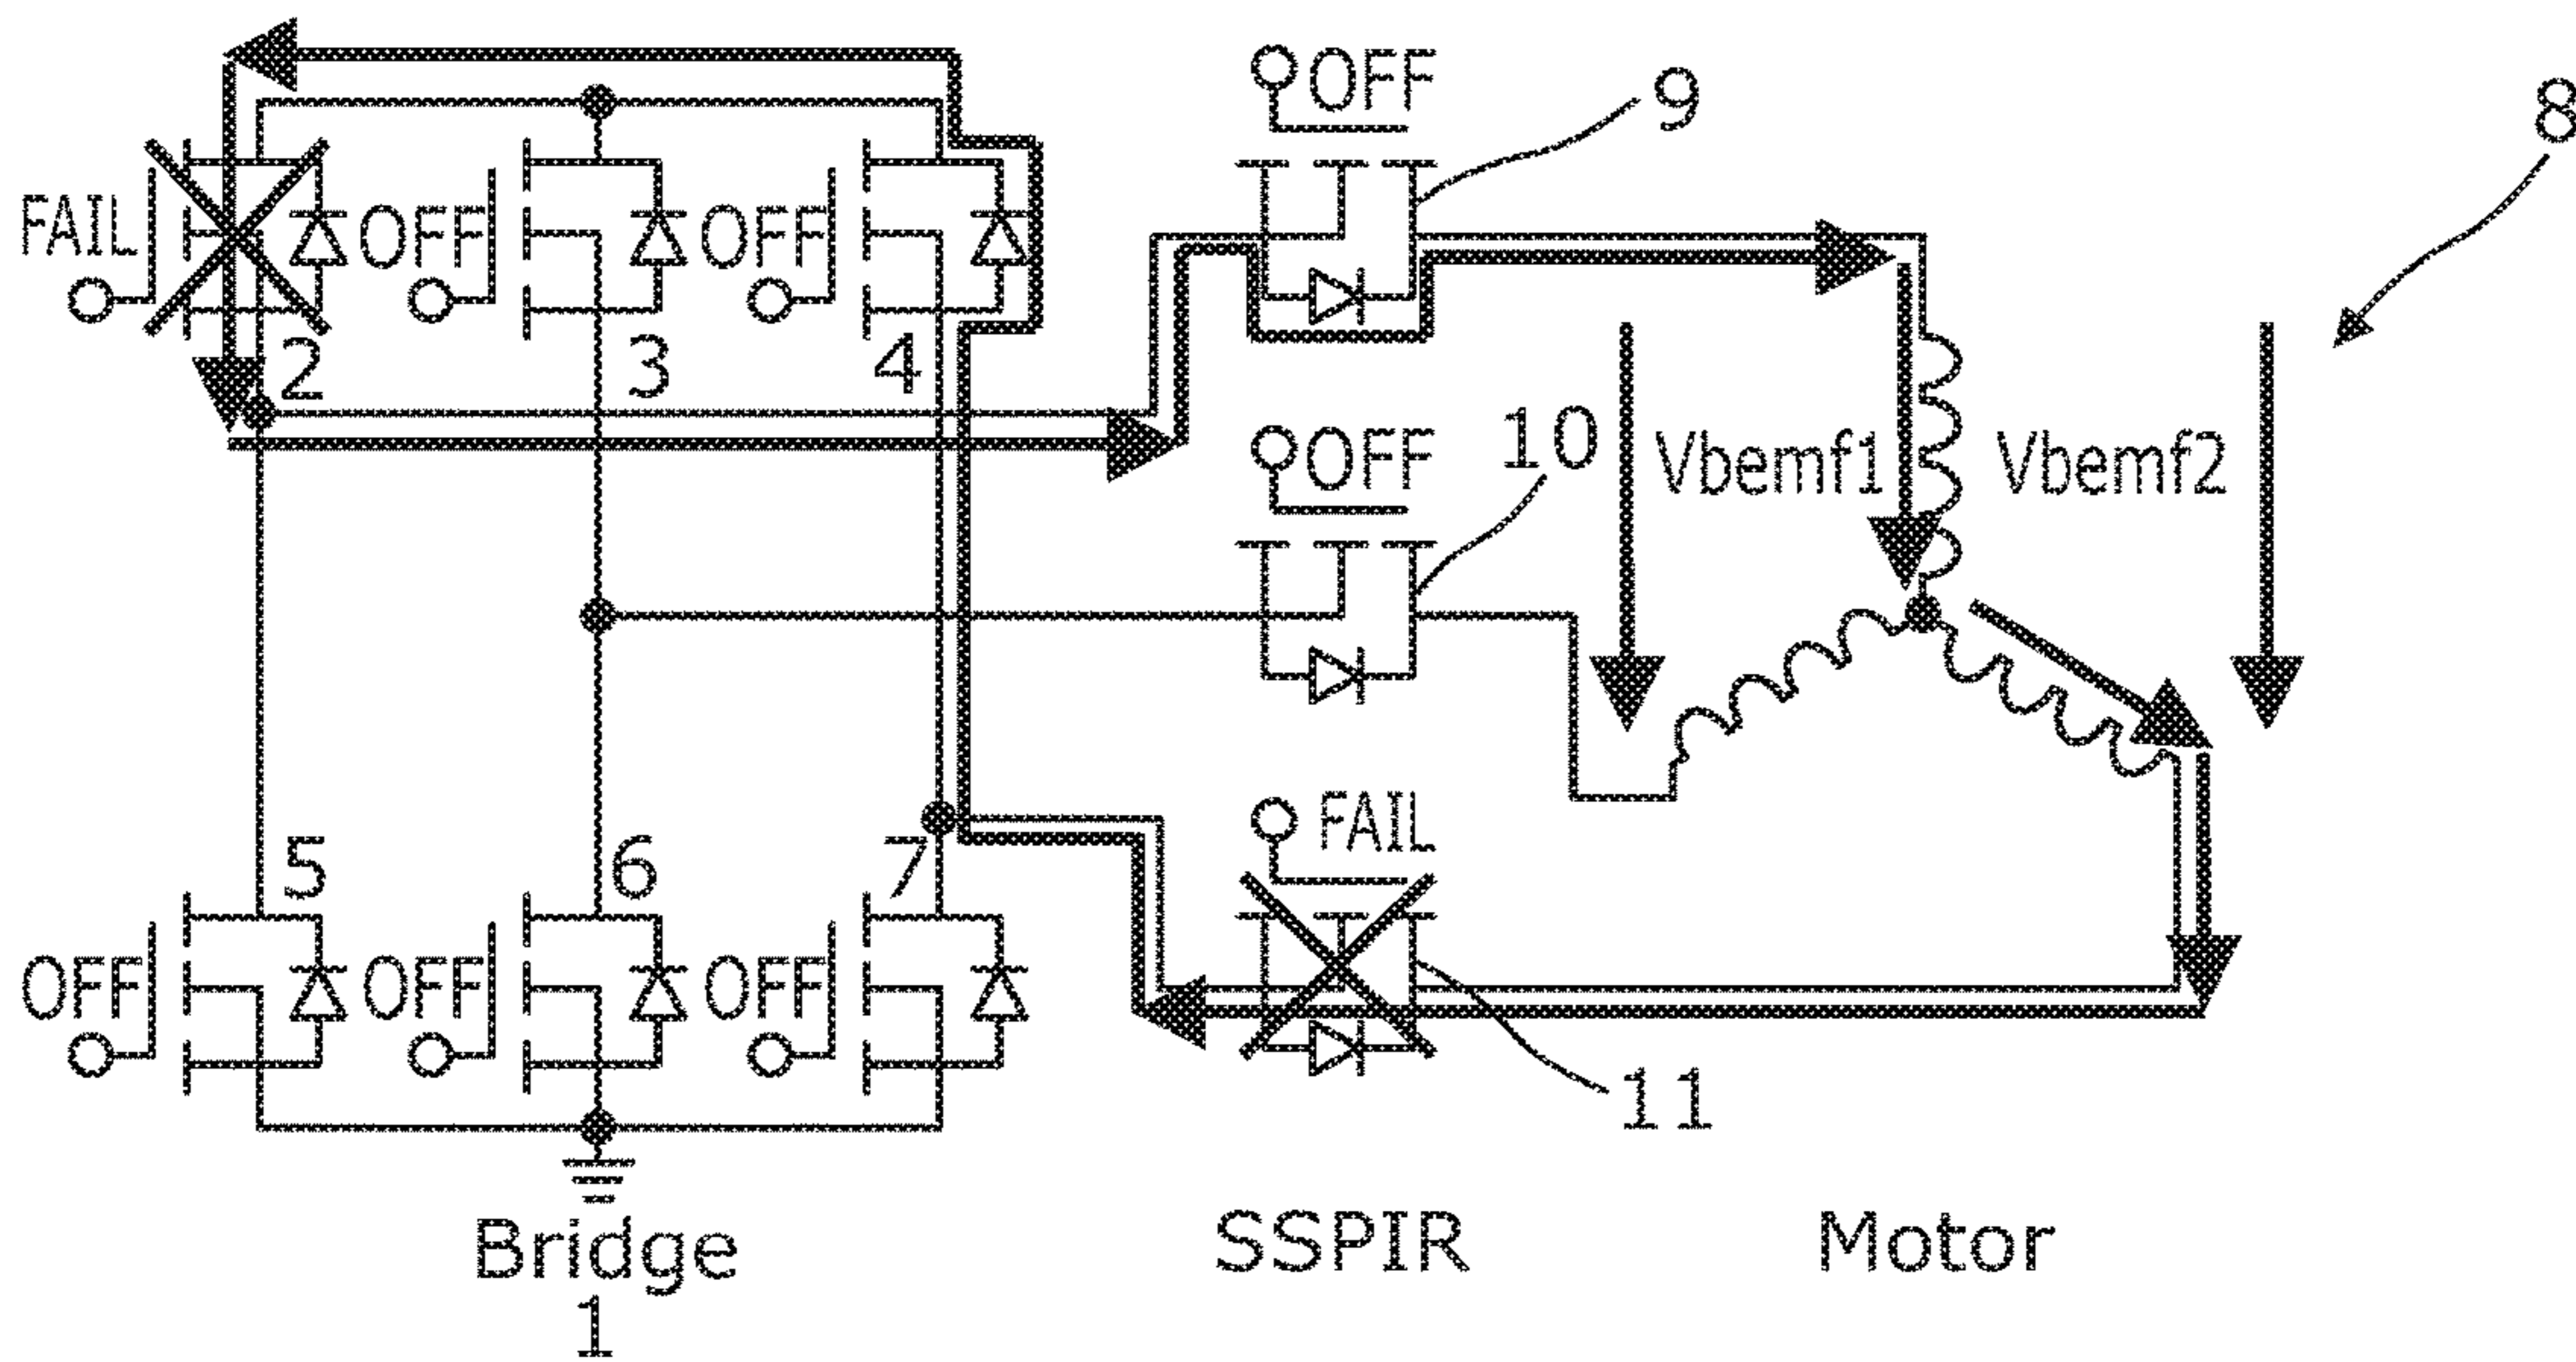 OFF
9
8
FAIL
OFF
OFF
2
3
4
10
OFF
Vbemf1
Vbemf2
FAIL
5
6
7
OFF
OFF
OFF
11
Bridge
1
SSPIR
Motor